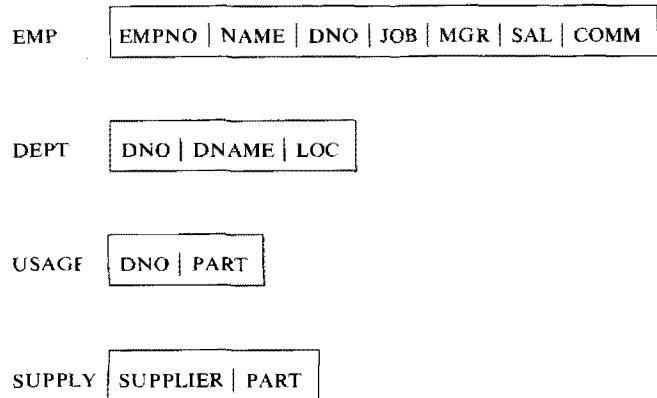 EMP EMPNO | NAME | DNO | JOB | MGR | SAL | COMM
DEPT DNO | DNAME | LOC
USAGE DNO | PART
SUPPLY SUPPLIER | PART